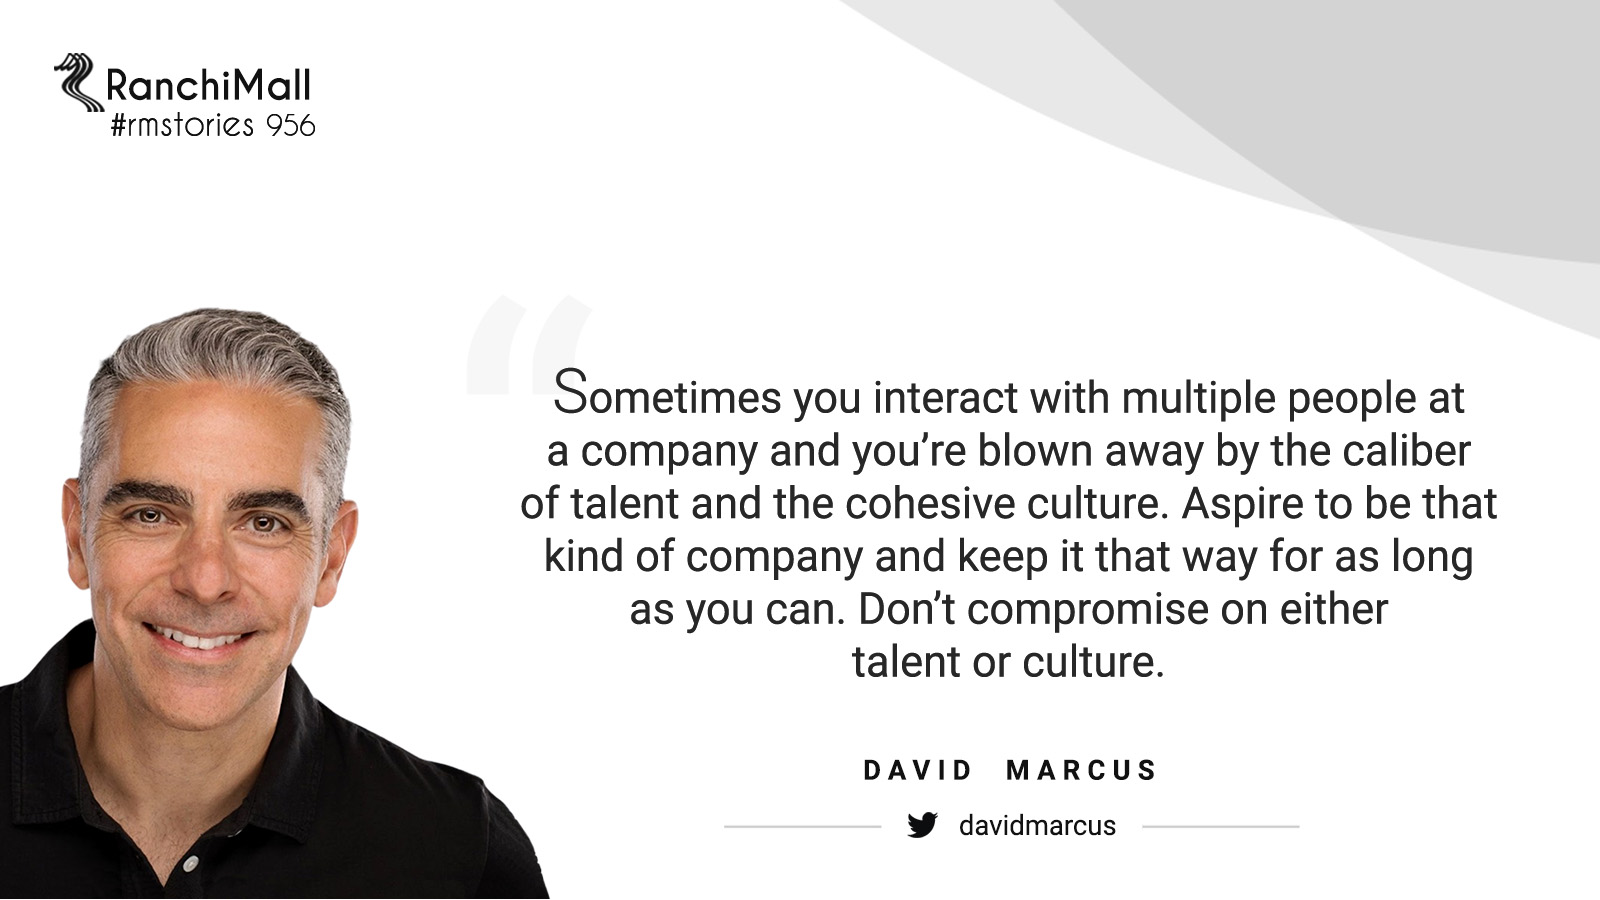 RanchiMall
#rmstories 956
“
Sometimes you interact with multiple people at
a company and you’re blown away by the caliber
of talent and the cohesive culture. Aspire to be that
kind of company and keep it that way for as long
as you can. Don’t compromise on either
talent or culture.
DAVID MARCUS
davidmarcus